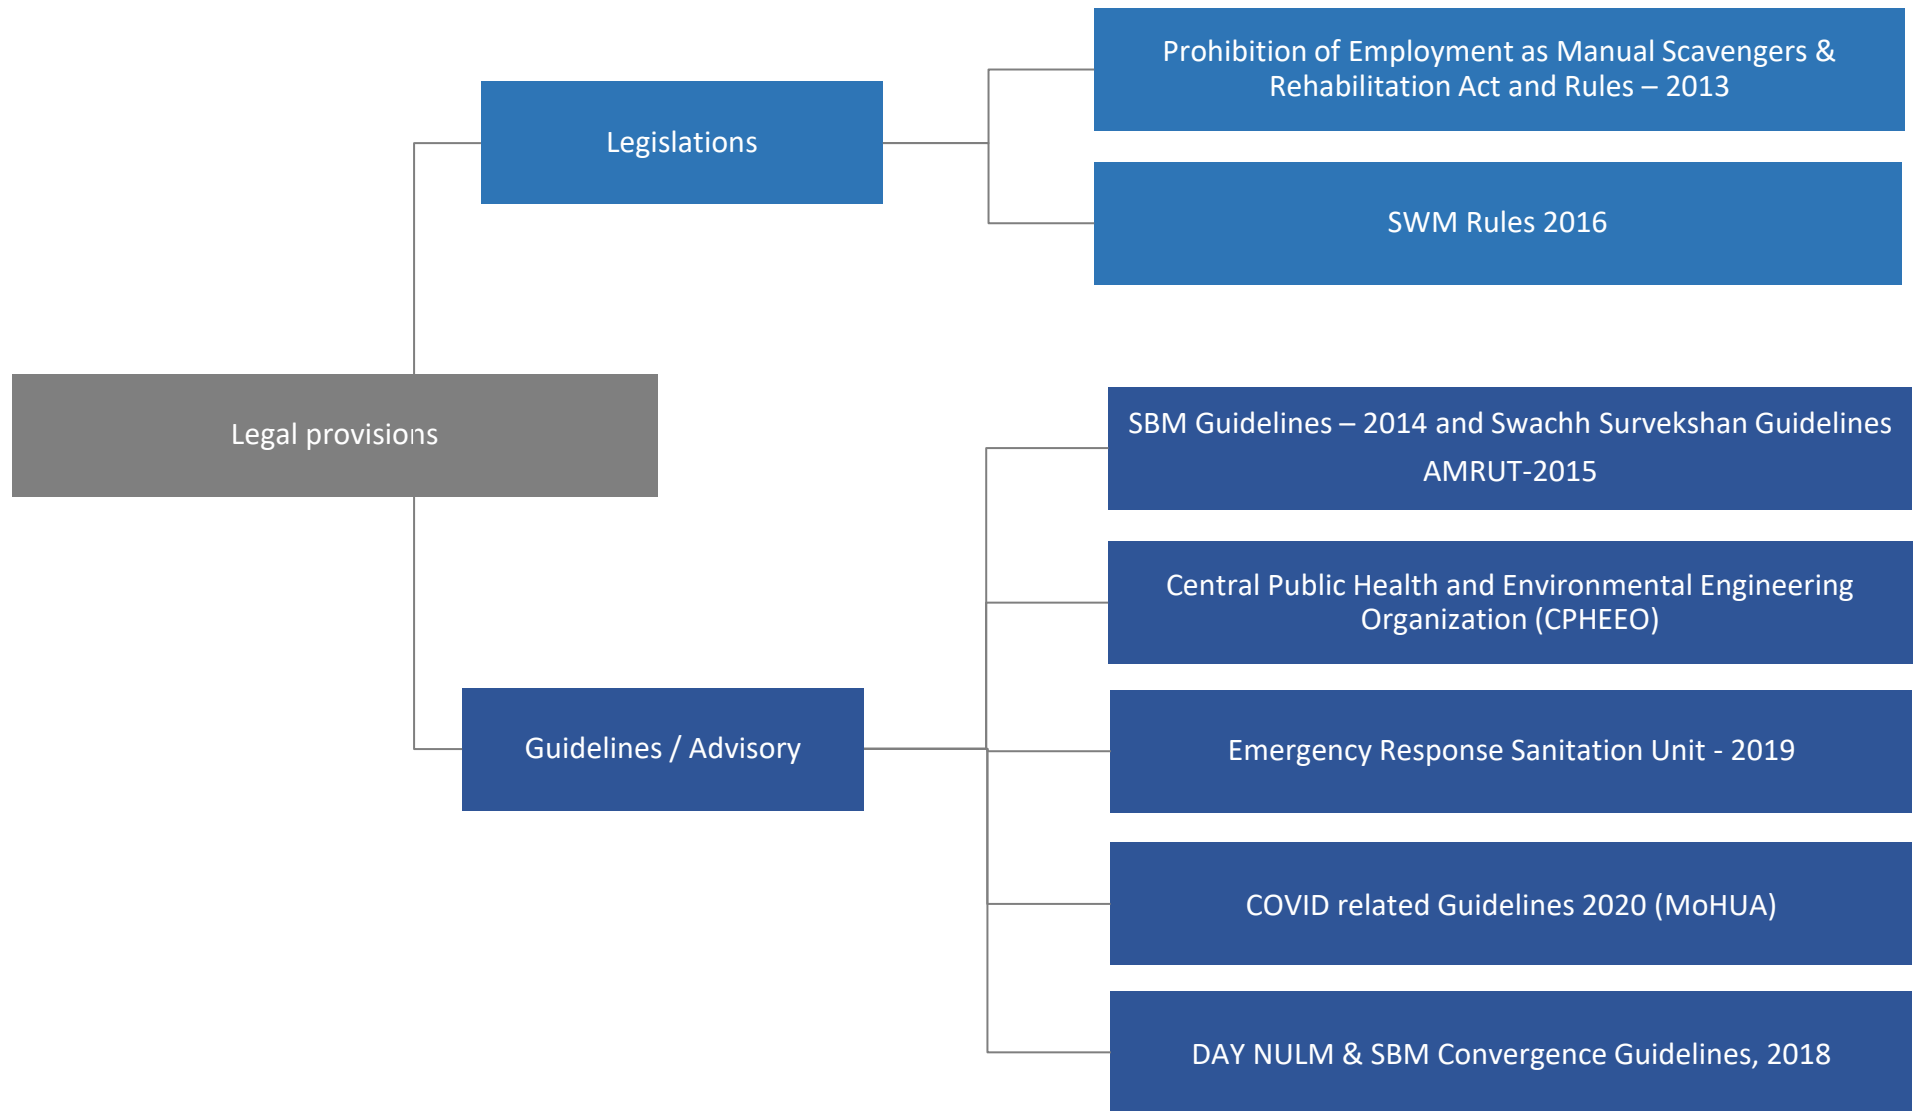 Prohibition of Employment as Manual Scavengers &
Rehabilitation Act and Rules – 2013
Legislations
SWM Rules 2016
Legal provisions
SBM Guidelines – 2014 and Swachh Survekshan Guidelines
AMRUT-2015
Central Public Health and Environmental Engineering
Organization (CPHEEO)
Guidelines / Advisory
Emergency Response Sanitation Unit - 2019
COVID related Guidelines 2020 (MoHUA)
DAY NULM & SBM Convergence Guidelines, 2018